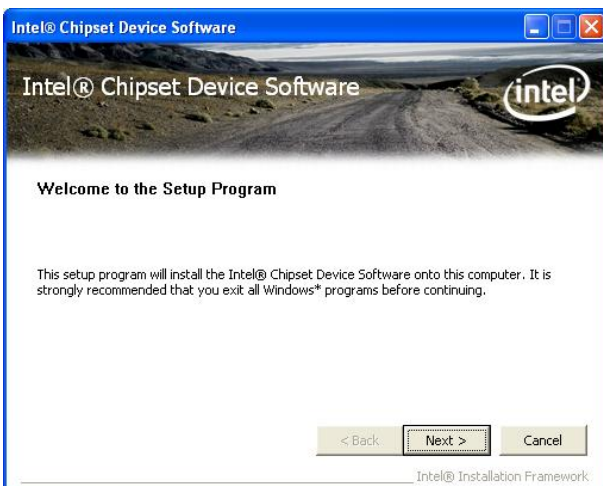 Intel® Chipset Device Software
Intel® Chipset Device Software
intel
Welcome to the Setup Program
This setup program will install the Intel® Chipset Device Software onto this computer. It is
strongly recommended that you exit all Windows* programs before continuing.
< Back Next > Cancel
Intel® Installation Framework